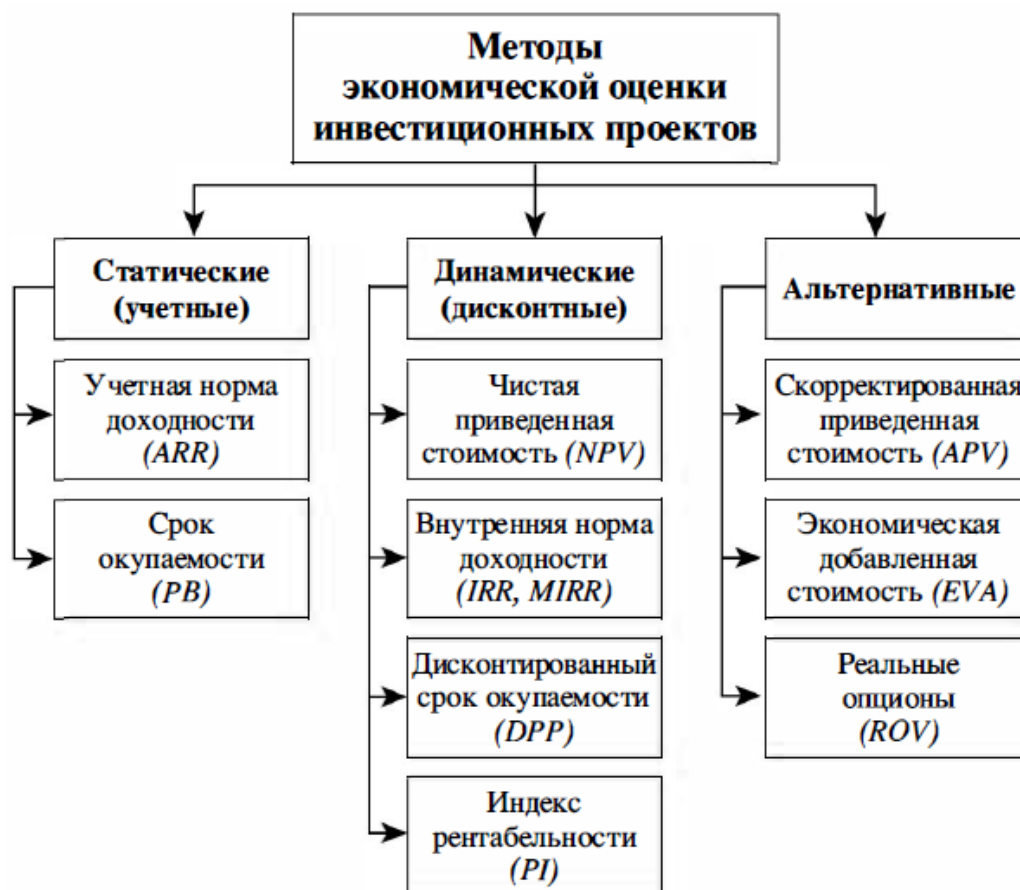 Методы
экономической оценки
инвестиционных проектов
Статические
(учетные)
Учетная норма
доходности
(ARR)
Срок
окупаемости
(PB)
Динамические
(дисконтные)
Чистая
приведенная
стоимость (NPV)
Внутренняя норма
доходности
(IRR, MIRR)
Дисконтированный
срок окупаемости
(DPP)
Индекс
рентабельности
(PI)
Альтернативные
Скорректированная
приведенная
стоимость (APV)
Экономическая
добавленная
стоимость (EVA)
Реальные
опционы
(ROV)